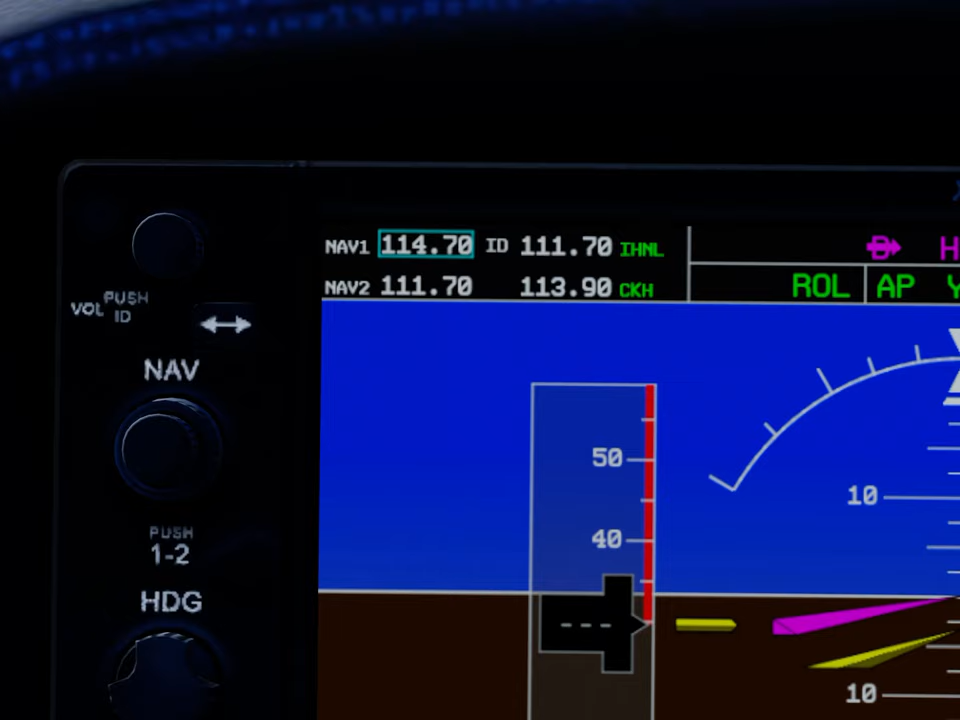 NAV1 114.70 ID 111.70 IHNL
NAV2 111.70 113.90 CKH
ROL AP
VOL PUSH ID
NAV
PUSH
1-2
HDG
50
40
---
10
10